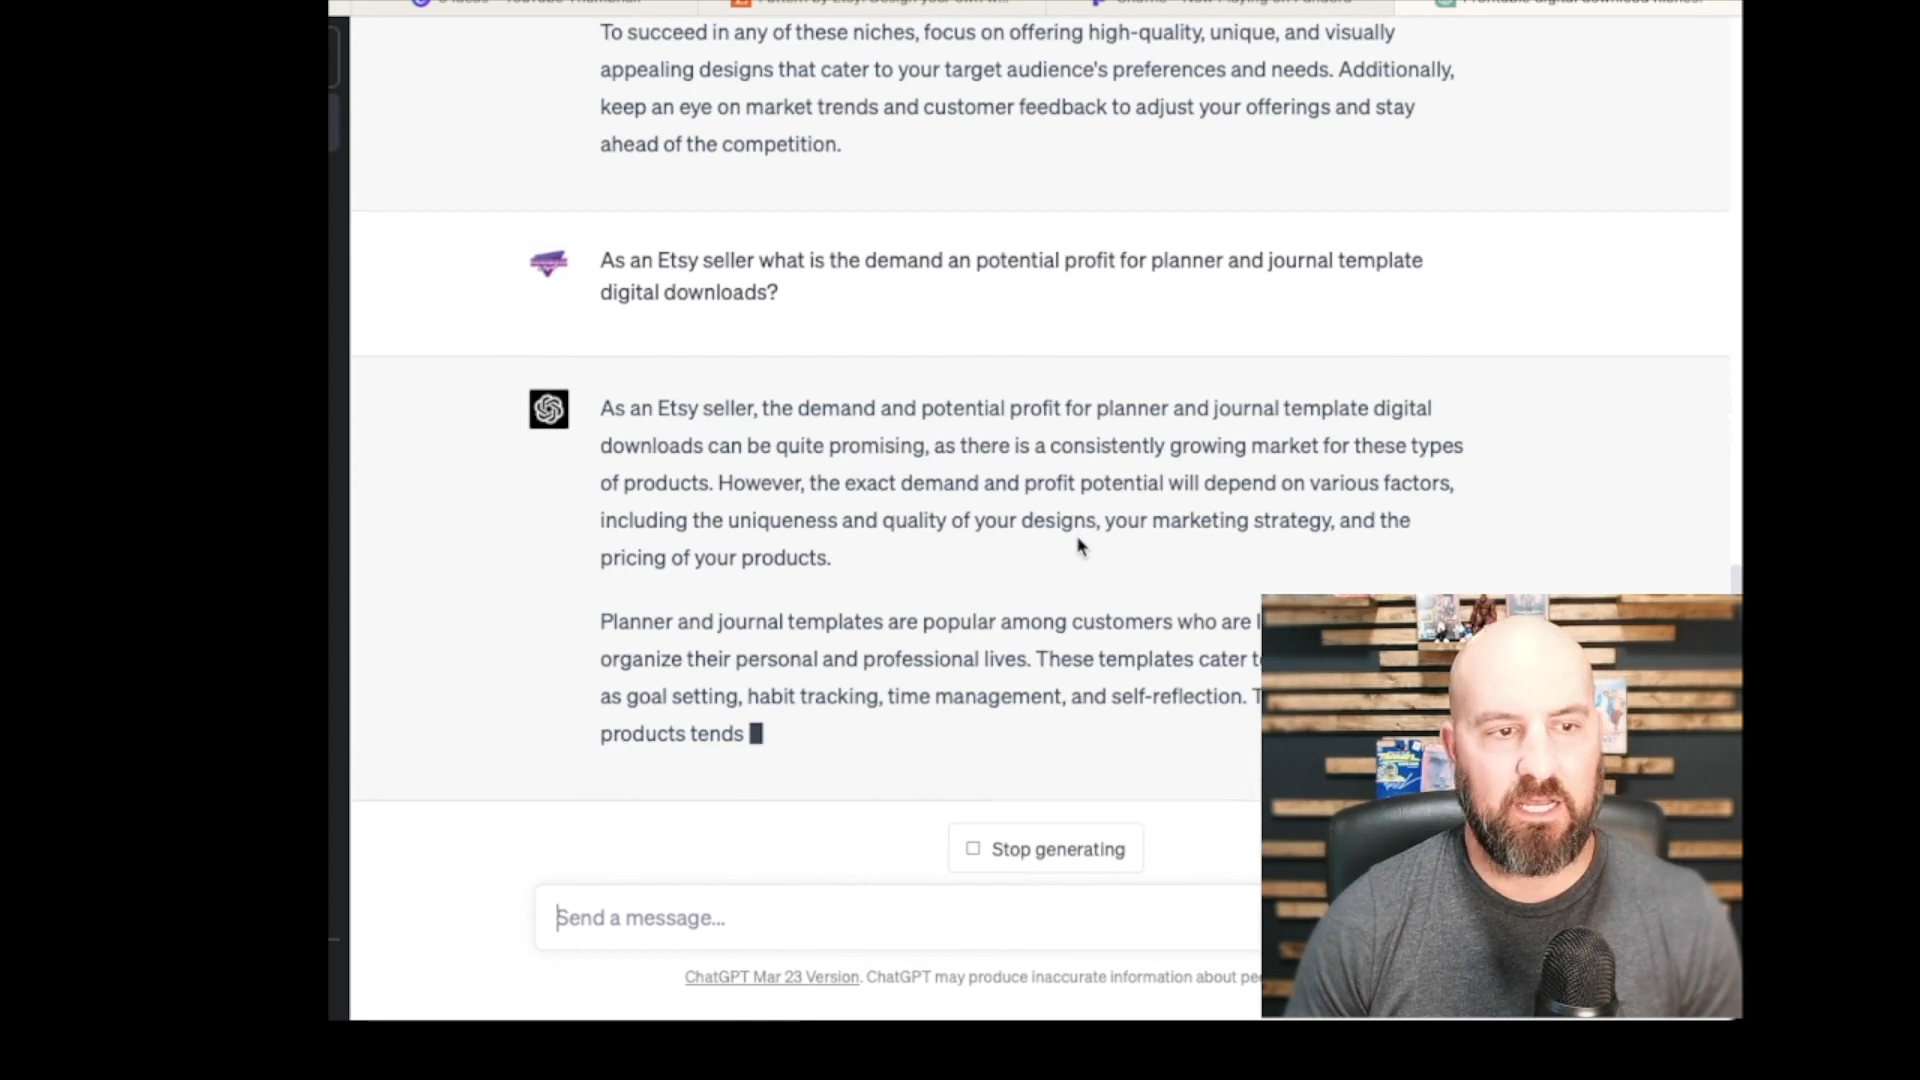 To succeed in any of these niches, focus on offering high-quality, unique, and visually
appealing designs that cater to your target audience's preferences and needs. Additionally,
keep an eye on market trends and customer feedback to adjust your offerings and stay
ahead of the competition.
As an Etsy seller what is the demand an potential profit for planner and journal template
digital downloads?
As an Etsy seller, the demand and potential profit for planner and journal template digital
downloads can be quite promising, as there is a consistently growing market for these types
of products. However, the exact demand and profit potential will depend on various factors,
including the uniqueness and quality of your designs, your marketing strategy, and the
pricing of your products.
Planner and journal templates are popular among customers who are
organize their personal and professional lives. These templates cater
as goal setting, habit tracking, time management, and self-reflection.
products tends
Stop generating
Send a message...
ChatGPT Mar 23 Version. ChatGPT may produce inaccurate information about